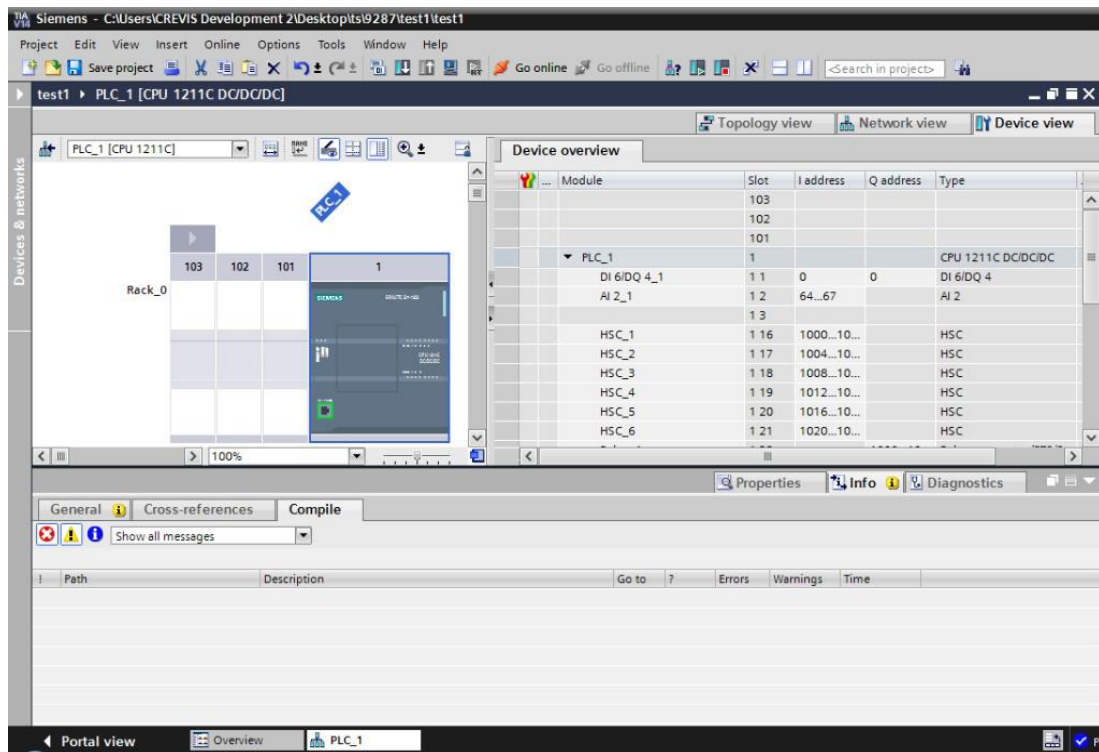 TIA V14 Siemens - C:\Users\CREVIS Development 2\Desktop\ts\9287\test1\test1
Project Edit View Insert Online Options Tools Window Help
Save project Go online Go offline <Search in project>
test1 PLC_1 [CPU 1211C DC/DC/DC]
Topology view Network view Device view
Devices & networks
PLC_1 [CPU 1211C]
PLC_1
103 102 101 1
Rack_0
SIEMENS
100%
Device overview
... Module Slot I address Q address Type
103
102
101
PLC_1 1 CPU 1211C DC/DC/DC
DI 6/DQ 4_1 1 1 0 0 DI 6/DQ 4
AI 2_1 1 2 64...67 AI 2
1 3
HSC_1 1 16 1000...10... HSC
HSC_2 1 17 1004...10... HSC
HSC_3 1 18 1008...10... HSC
HSC_4 1 19 1012...10... HSC
HSC_5 1 20 1016...10... HSC
HSC_6 1 21 1020...10... HSC
Properties Info Diagnostics
General Cross-references Compile
Show all messages
! Path Description Go to ? Errors Warnings Time
Portal view Overview PLC_1